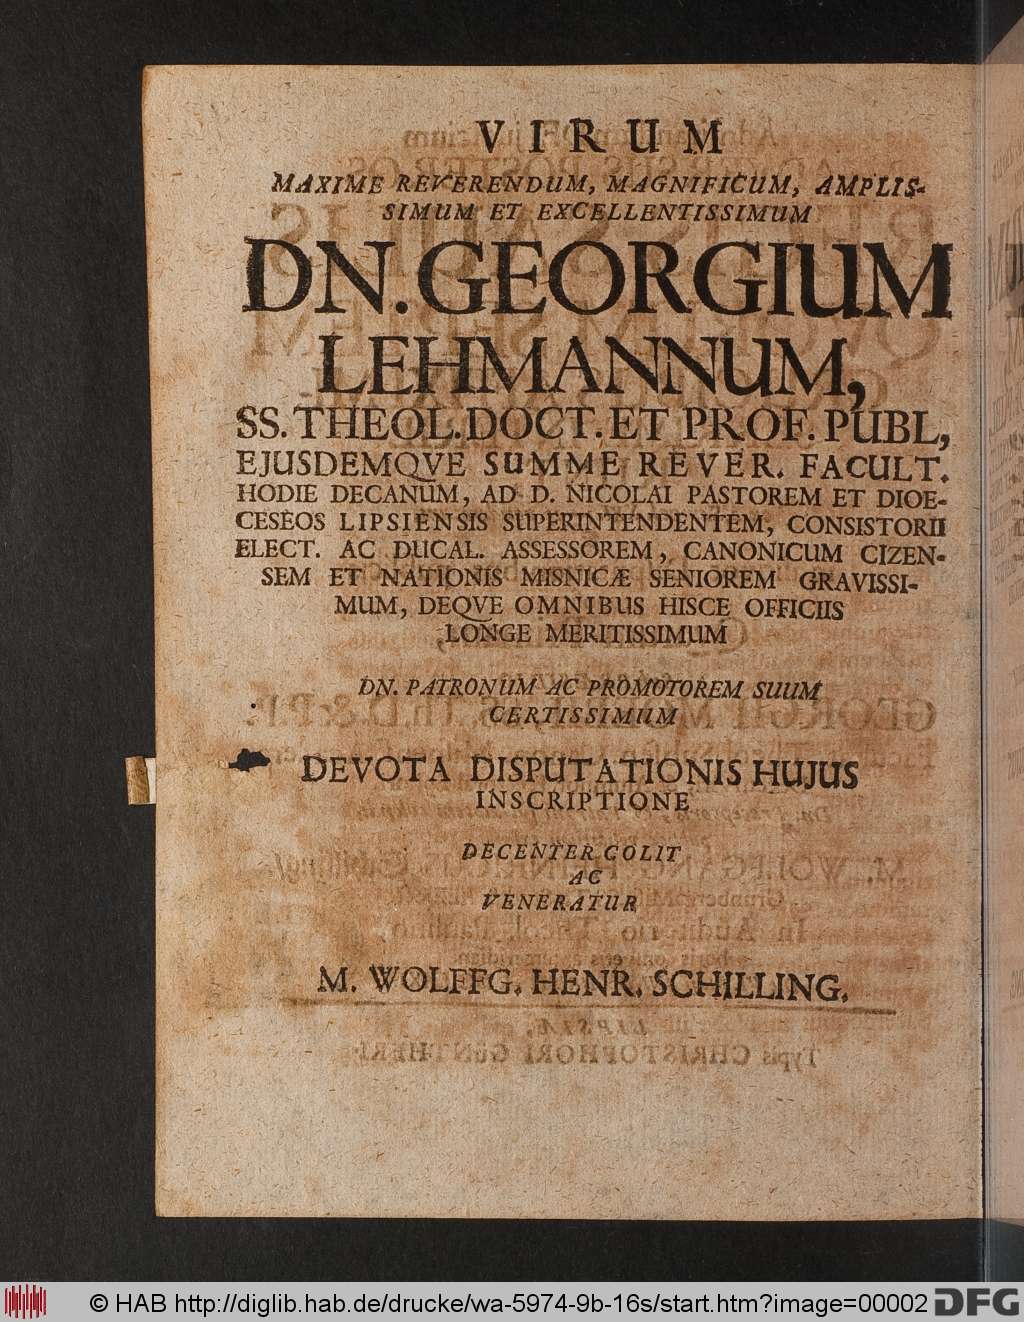 VIRUM
MAXIME REVERENDUM, MAGNIFICUM, AMPLIS-
SIMUM ET EXCELLENTISSIMUM
DN. GEORGIUM
LEHMANNUM,
SS. THEOL. DOCT. ET PROF. PUBL,
EJUSDEMQVE SUMME REVER. FACULT.
HODIE DECANUM, AD D. NICOLAI PASTOREM ET DIOE-
CESEOS LIPSIENSIS SUPERINTENDENTEM, CONSISTORII
ELECT. AC DUCAL. ASSESSOREM, CANONICUM CIZEN-
SEM ET NATIONIS MISNICÆ SENIOREM GRAVISSI-
MUM, DEQVE OMNIBUS HISCE OFFICIIS
LONGE MERITISSIMUM,
DN. PATRONUM AC PROMOTOREM SUUM
CERTISSIMUM
DEVOTA DISPUTATIONIS HUJUS
INSCRIPTIONE
DECENTER COLIT
AC
VENERATUR
M. WOLFFG. HENR. SCHILLING.
© HAB http://diglib.hab.de/drucke/wa-5974-9b-16s/start.htm?image=00002
DFG